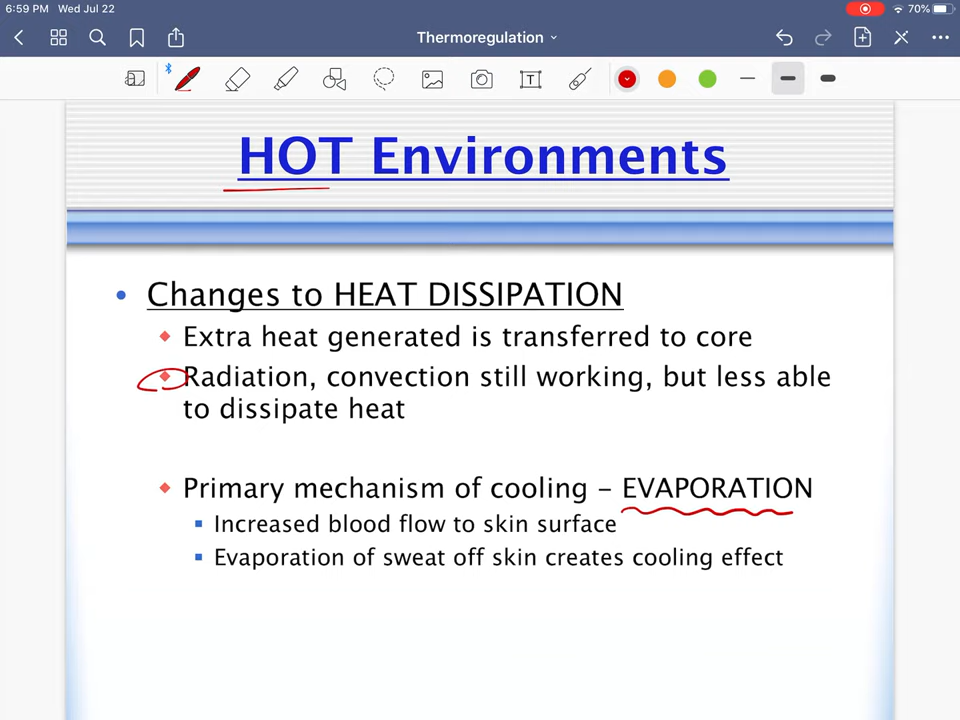 6:59 PM Wed Jul 22
70%
Thermoregulation
T
HOT Environments
• Changes to HEAT DISSIPATION
Extra heat generated is transferred to core
Radiation, convection still working, but less able
to dissipate heat
Primary mechanism of cooling – EVAPORATION
Increased blood flow to skin surface
Evaporation of sweat off skin creates cooling effect